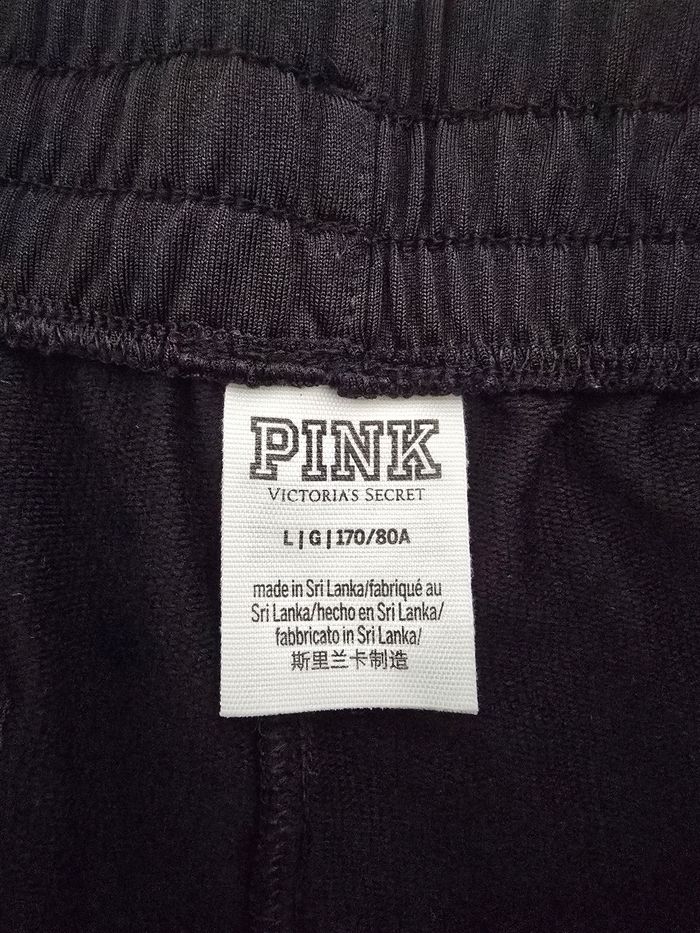 PINK
VICTORIA'S SECRET
L|G|170/80A
made in Sri Lanka/fabriqué au
Sri Lanka/hecho en Sri Lanka/
fabbricato in Sri Lanka/
斯里兰卡制造